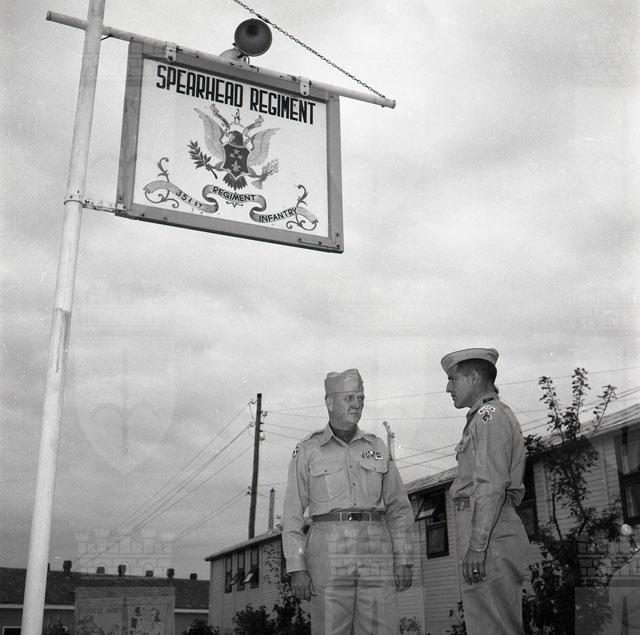 SPEARHEAD REGIMENT
351 ST REGIMENT INFANTRY